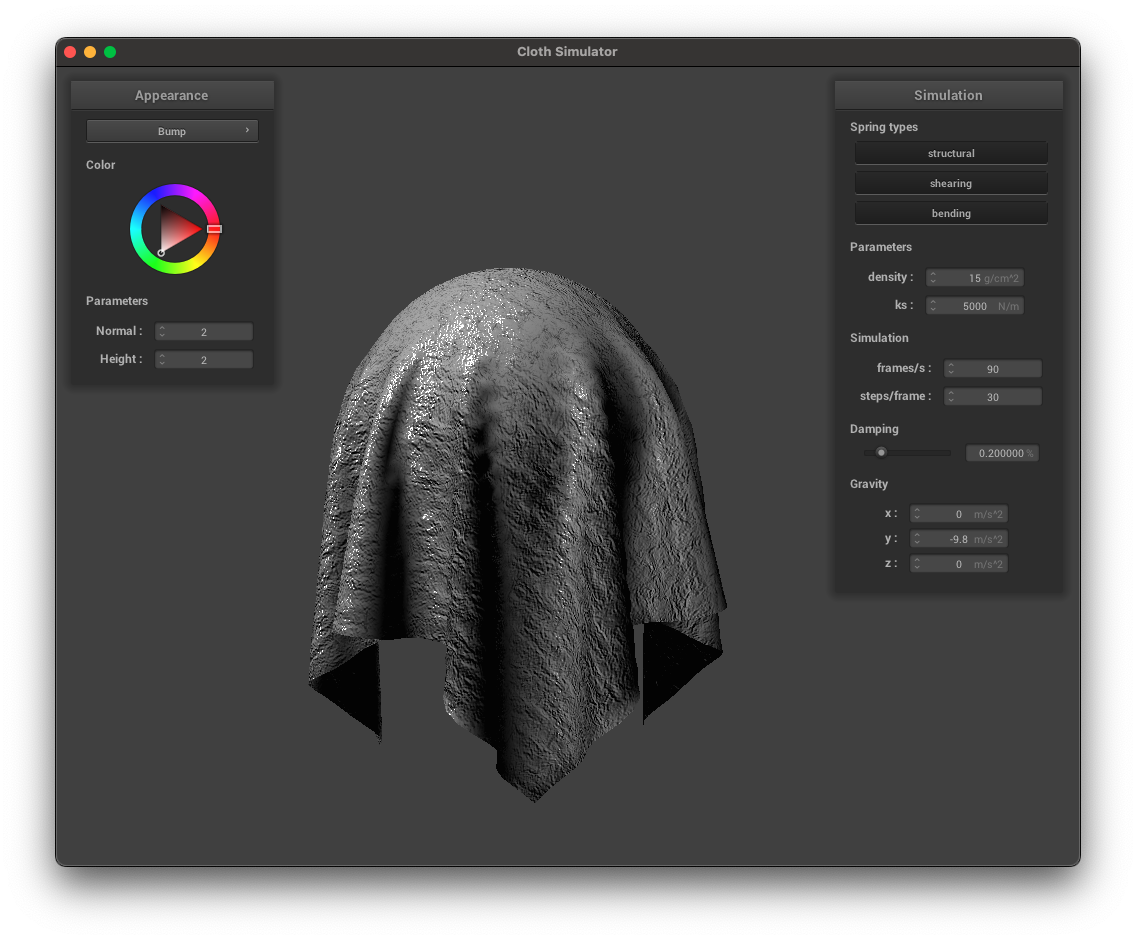 Cloth Simulator
Appearance
Bump
Color
Parameters
Normal : 2
Height : 2
Simulation
Spring types
structural
shearing
bending
Parameters
density : 15 g/cm^2
ks : 5000 N/m
Simulation
frames/s : 90
steps/frame : 30
Damping
0.200000 %
Gravity
x : 0 m/s^2
y : -9.8 m/s^2
z : 0 m/s^2